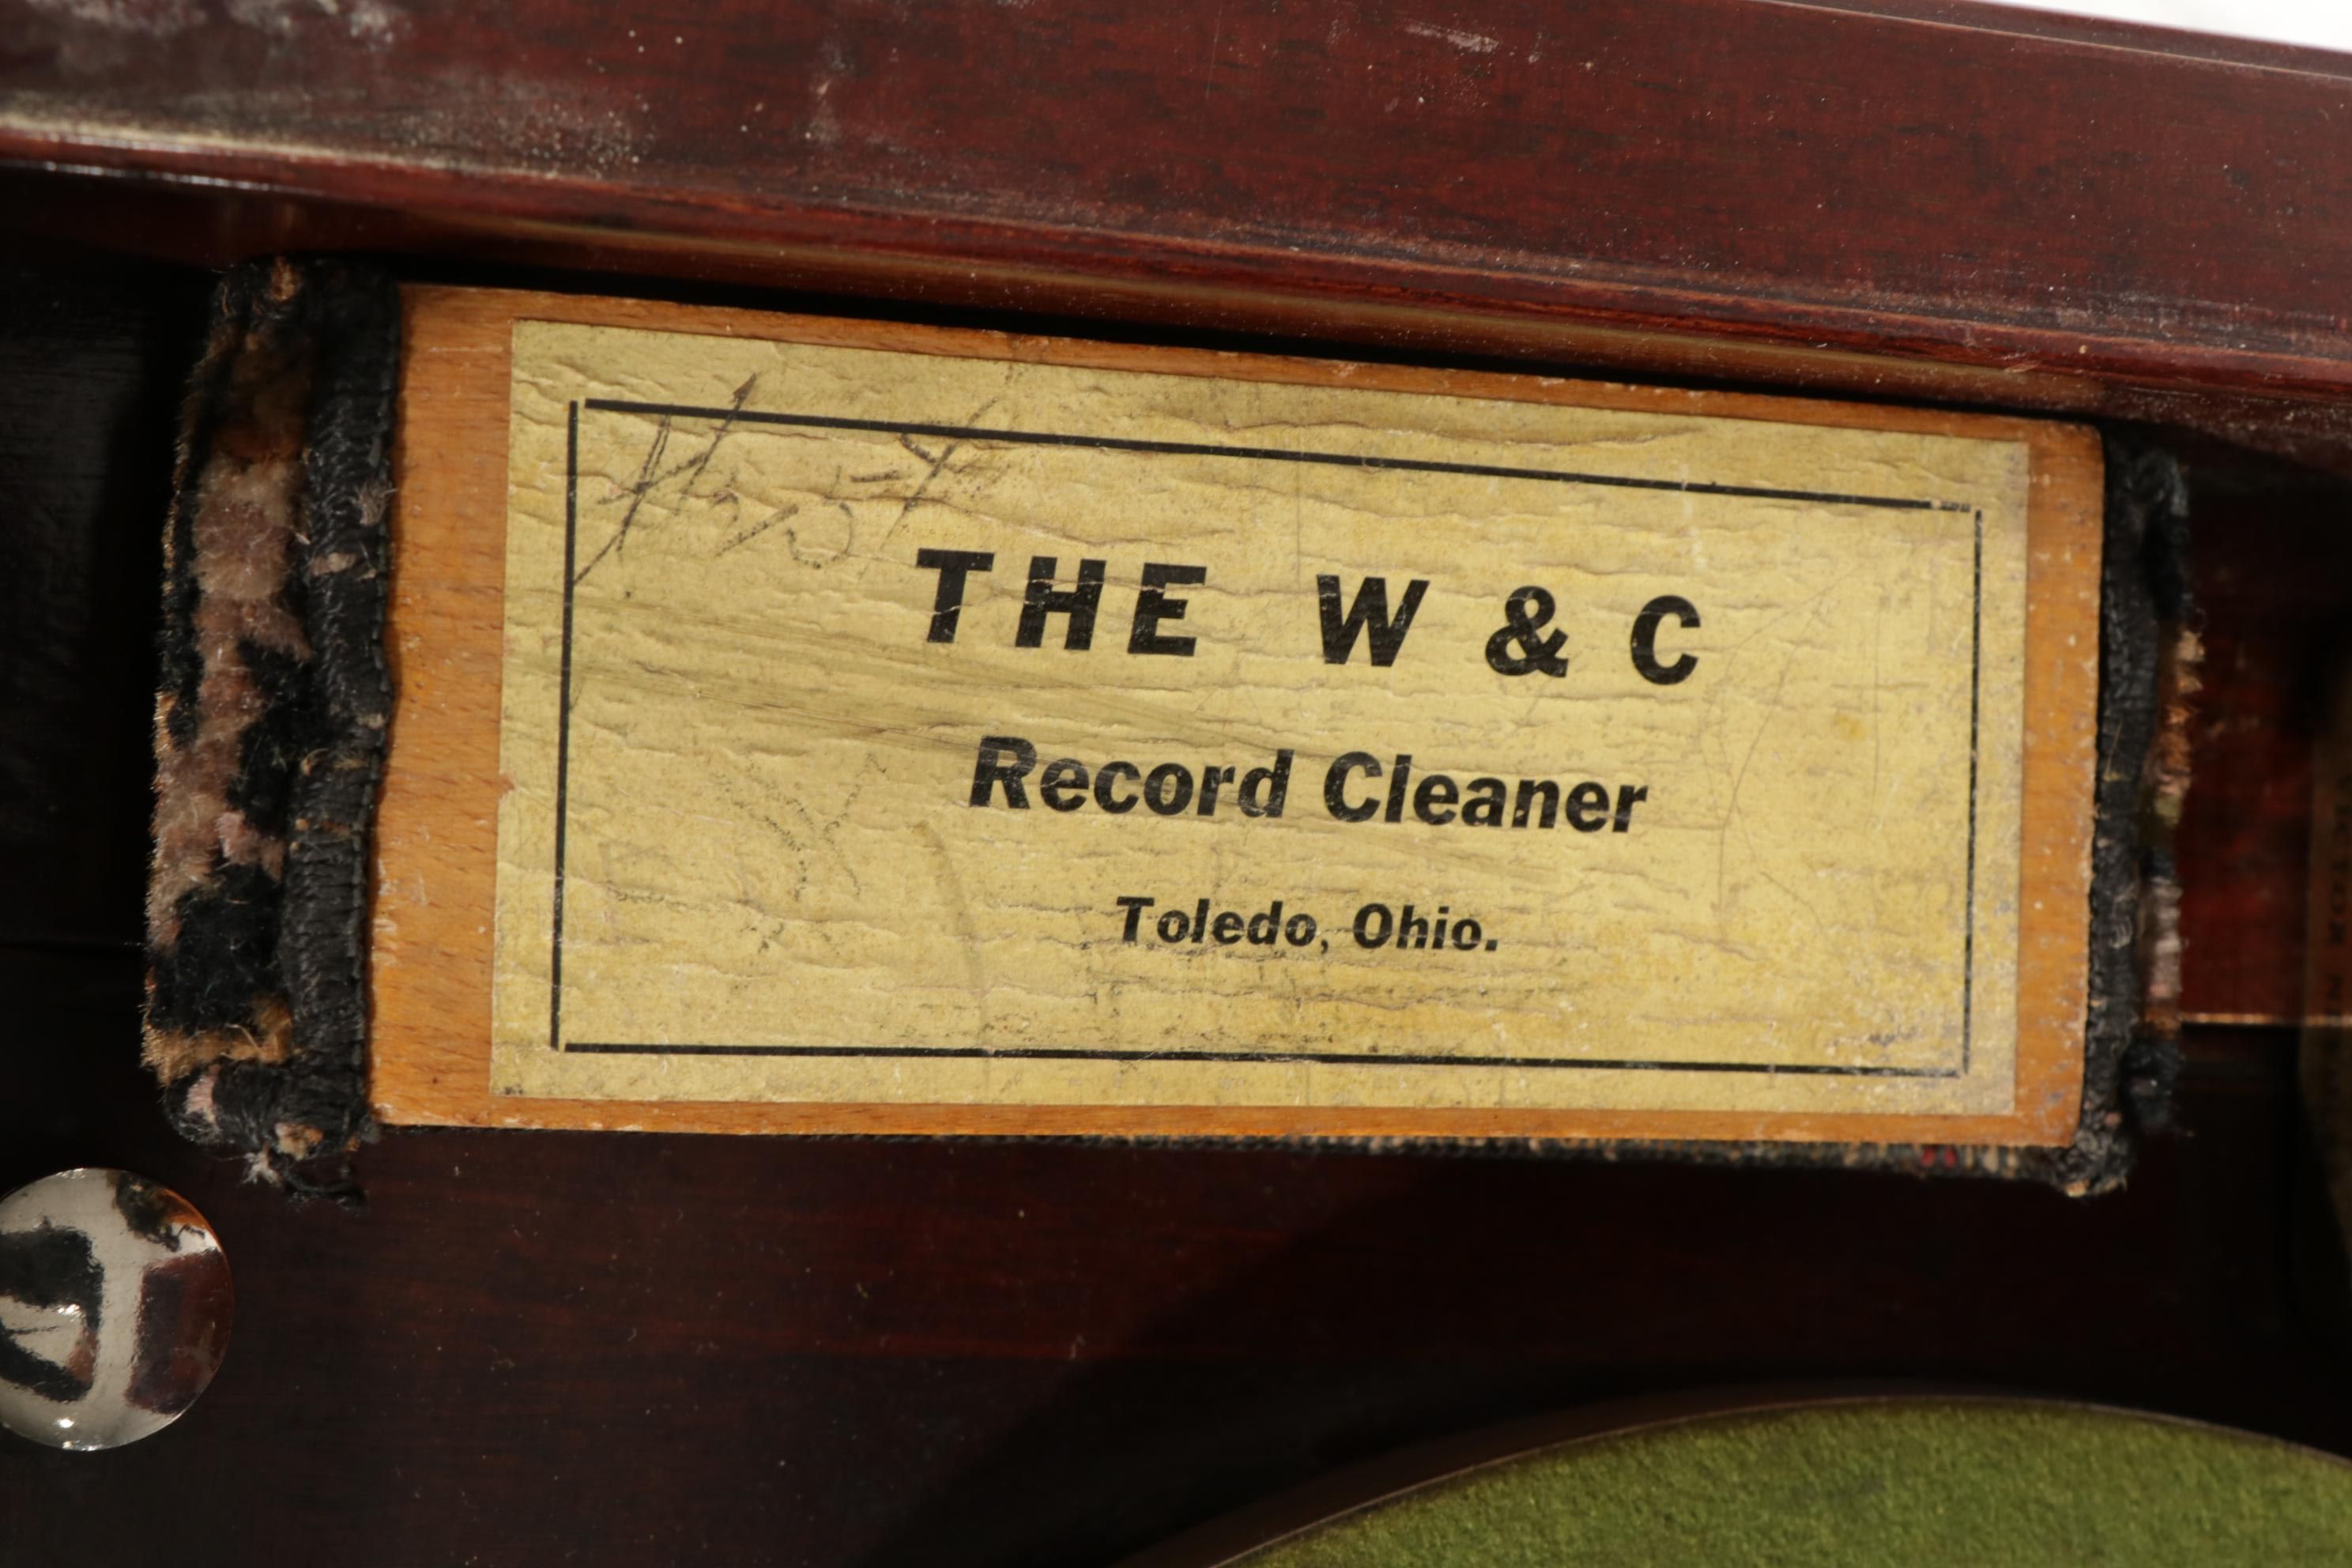 THE W & C
Record Cleaner
Toledo, Ohio.